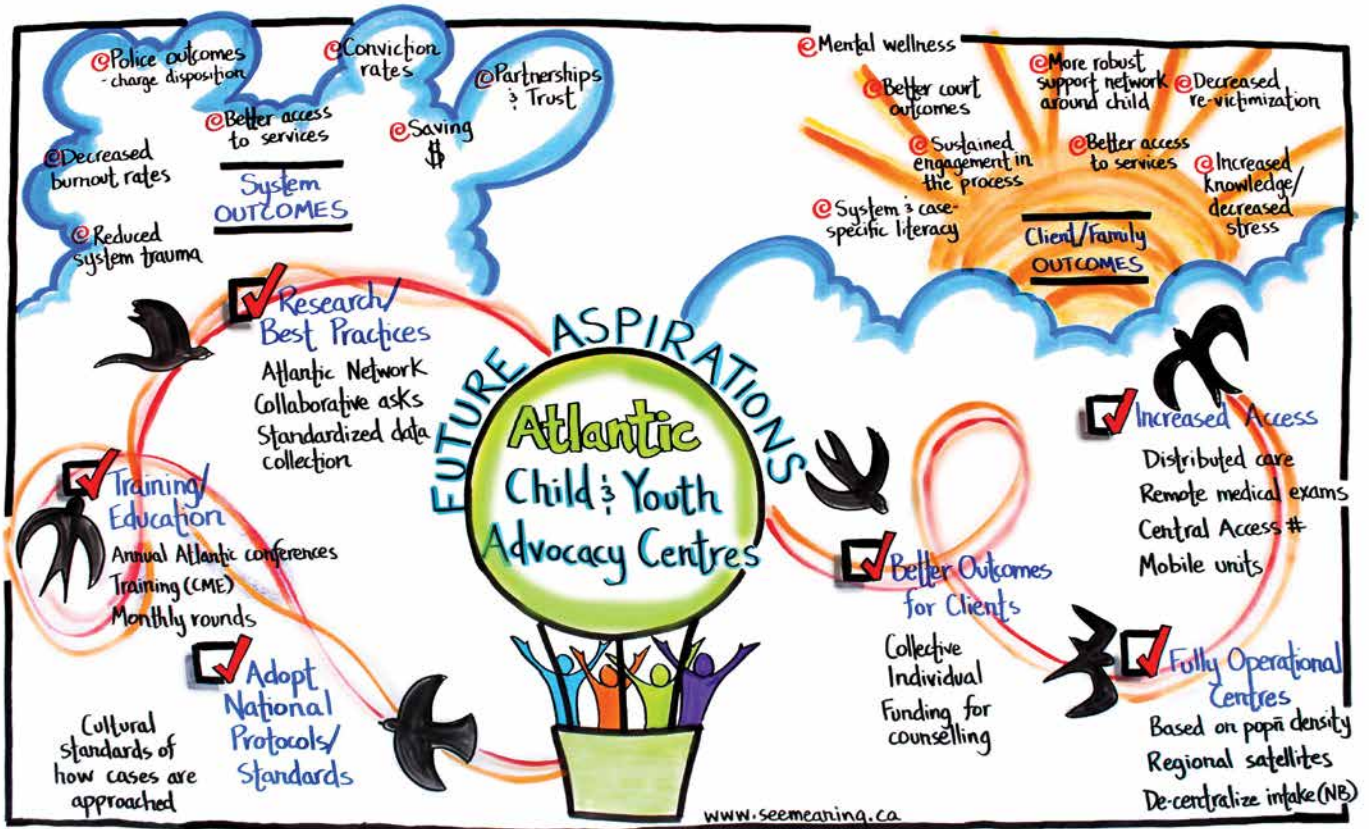 @Police outcomes
- charge disposition
@Conviction
rates
@Partnerships
& Trust
@Better access
to services
@Saving
$
@Decreased
burnout rates
System
OUTCOMES
@Reduced
system trauma
@Mental wellness
@Better court
outcomes
@More robust
support network
around child
@Decreased
re-victimization
@Sustained
engagement in
the process
@Better access
to services
@Increased
knowledge/
decreased
stress
@System & case-
specific literacy
Client/Family
OUTCOMES
FUTURE ASPIRATIONS
Atlantic
Child & Youth
Advocacy Centres
Research/
Best Practices
Atlantic Network
Collaborative asks
Standardized data
collection
Training/
Education
Annual Atlantic conferences
Training (CME)
Monthly rounds
Adopt
National
Protocols/
Standards
Cultural
standards of
how cases are
approached
Better Outcomes
for Clients
Collective
Individual
Funding for
counselling
Increased Access
Distributed care
Remote medical exams
Central Access #
Mobile units
Fully Operational
Centres
Based on popn̄ density
Regional satellites
De-centralize intake (NB)
www.seemeaning.ca